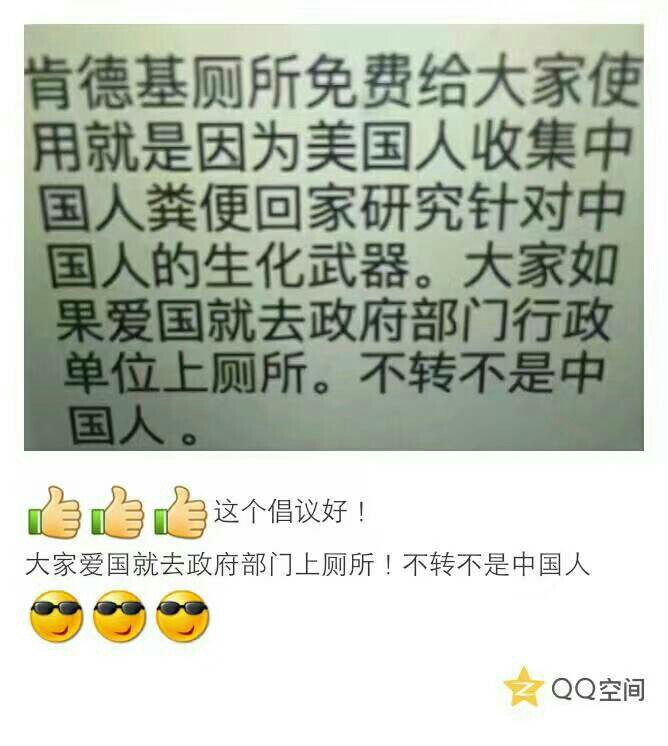 肯德基厕所免费给大家使
用就是因为美国人收集中
国人粪便回家研究针对中
国人的生化武器。大家如
果爱国就去政府部门行政
单位上厕所。不转不是中
国人。
这个倡议好！
大家爱国就去政府部门上厕所！不转不是中国人
QQ空间